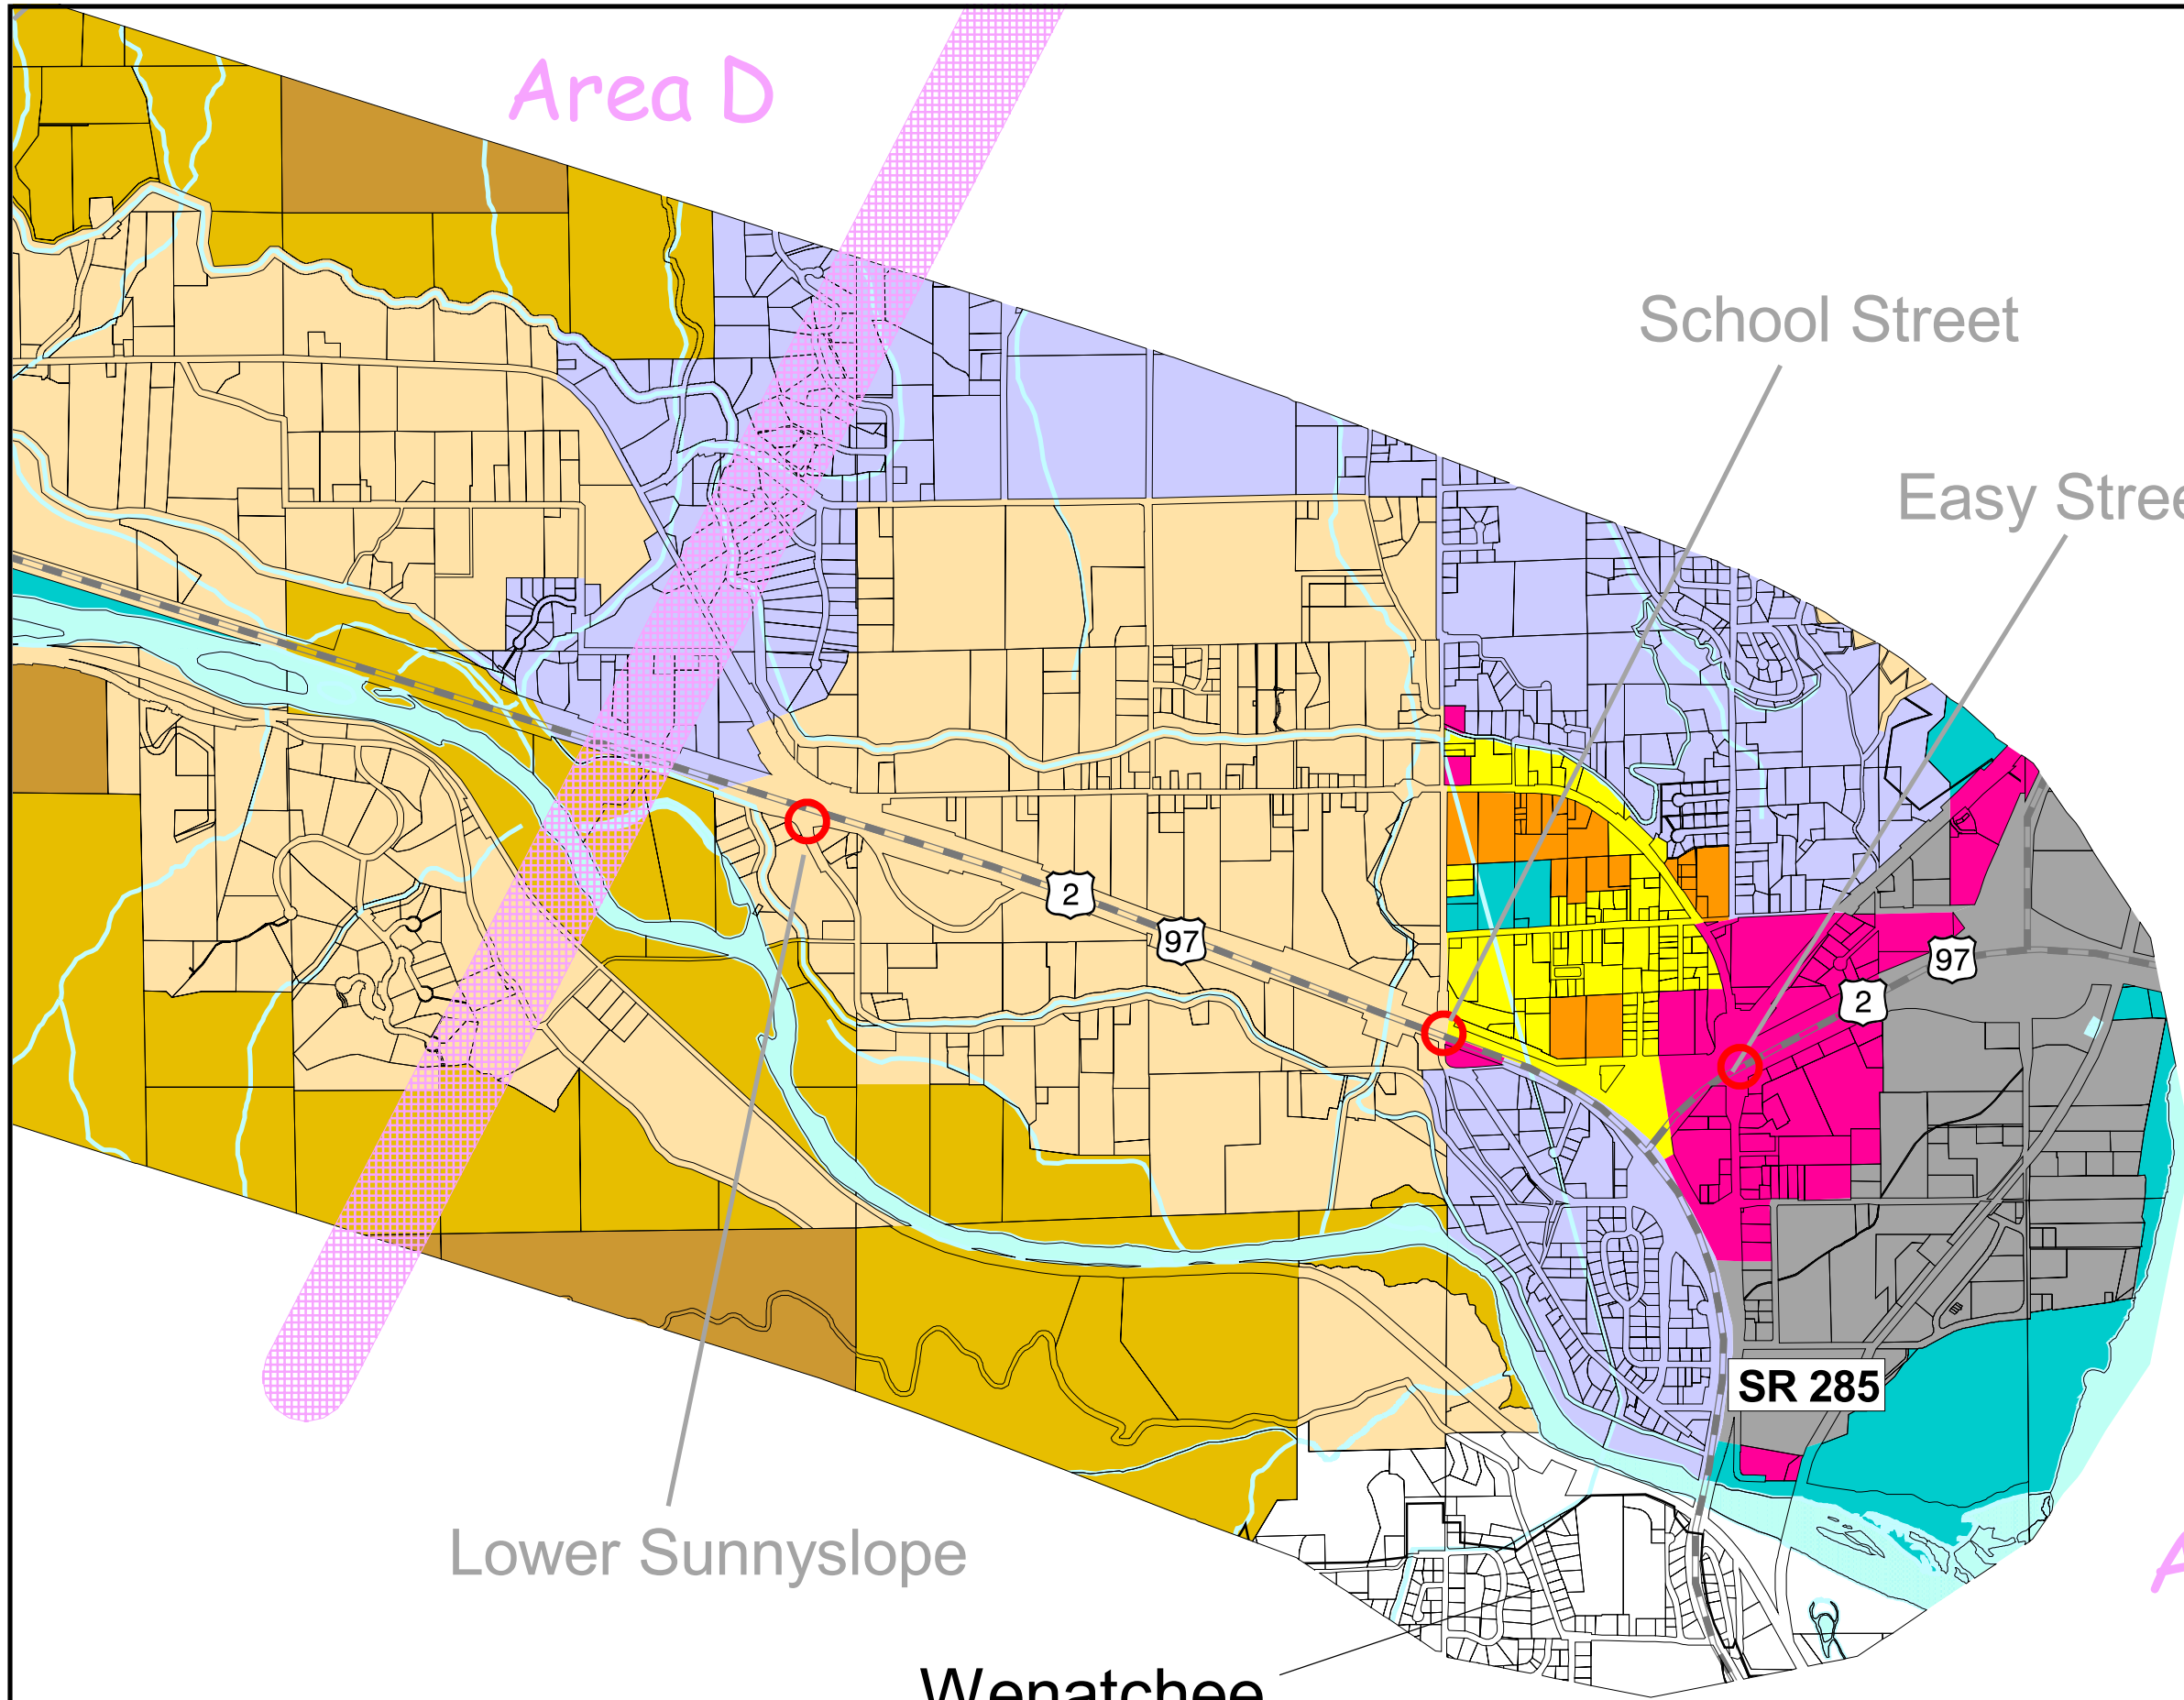 Area D
School Street
Easy Stree
2
97
97
2
SR 285
Lower Sunnyslope
A
Wenatchee